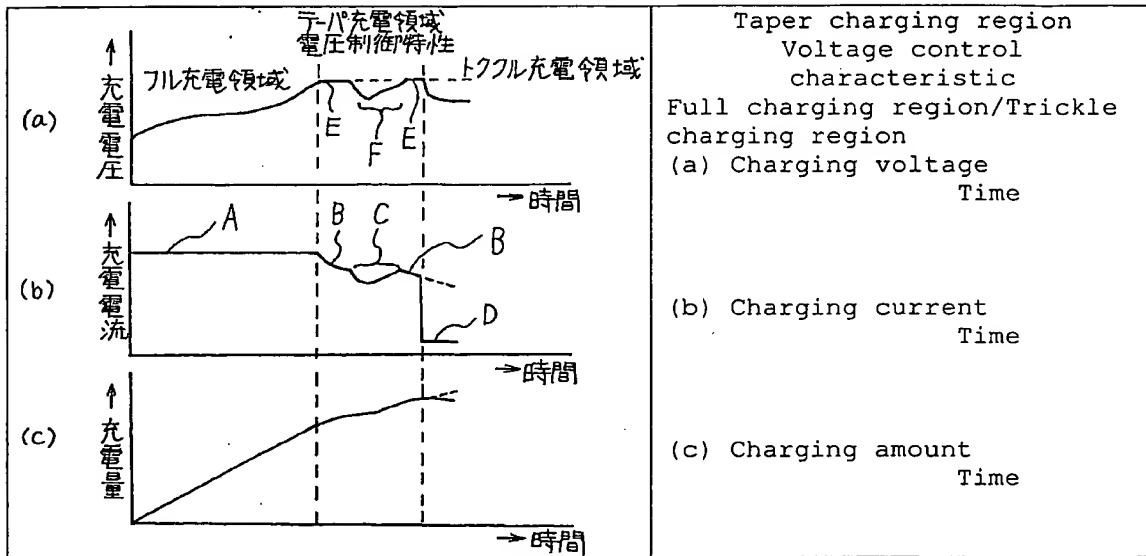 テーパ充電領域
電圧制御特性
フル充電領域
トククル充電領域
(a)
↑充電電圧
E
F
E
→時間
A
B
C
B
(b)
↑充電電流
D
→時間
(c)
↑充電量
→時間
Taper charging region
Voltage control
characteristic
Full charging region/Trickle
charging region
(a) Charging voltage
Time
(b) Charging current
Time
(c) Charging amount
Time